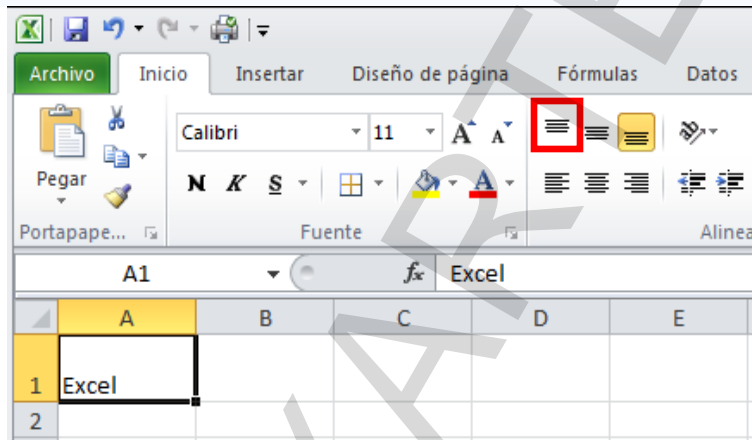 Archivo Inicio Insertar Diseño de página Fórmulas Datos
Calibri 11 A A
Pegar N K S A
Portapape... Fuente Alinea
A1 fx Excel
A B C D E
1 Excel
2